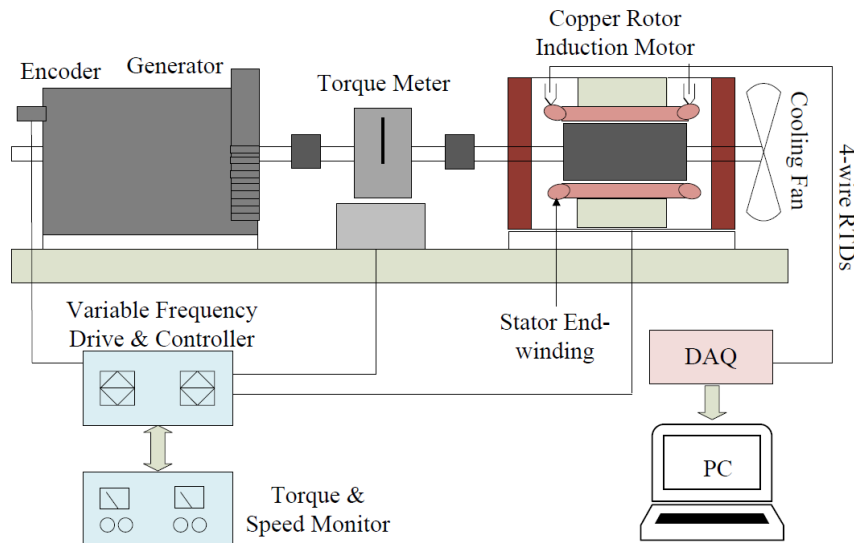 Copper Rotor
Induction Motor
Encoder
Generator
Torque Meter
Cooling Fan
4-wire RTDs
Variable Frequency
Drive & Controller
Stator End-
winding
DAQ
PC
Torque &
Speed Monitor